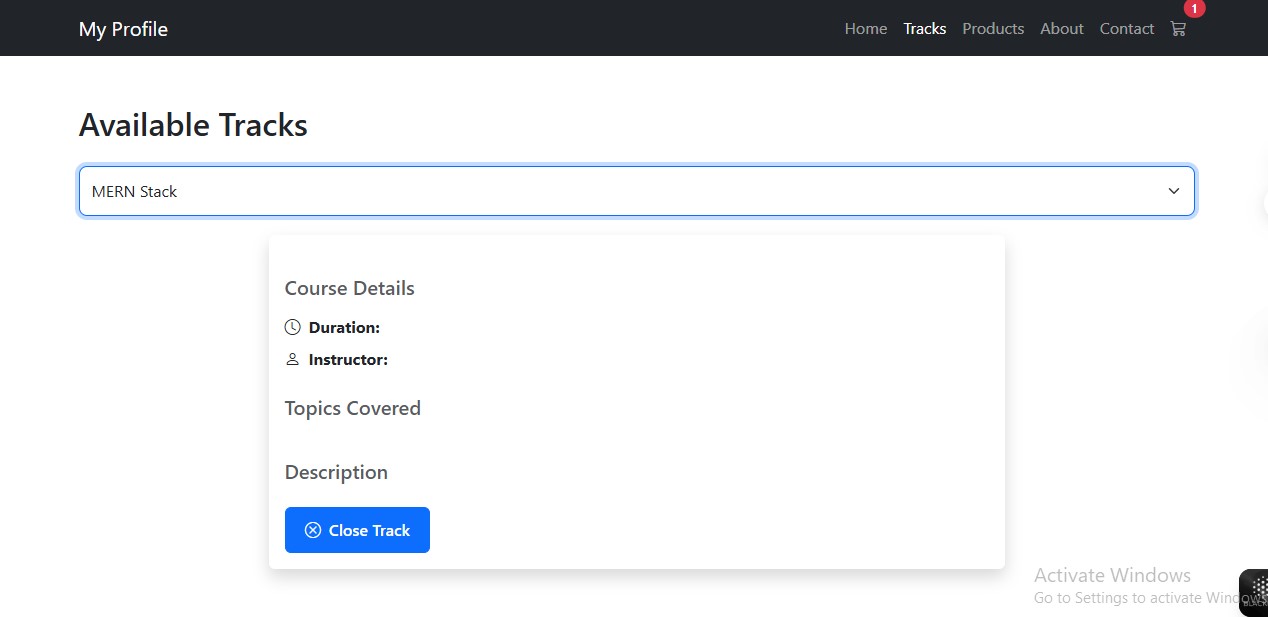 My Profile
Home Tracks Products About Contact 1
Available Tracks
MERN Stack
Course Details
Duration:
Instructor:
Topics Covered
Description
Close Track
Activate Windows
Go to Settings to activate Windows